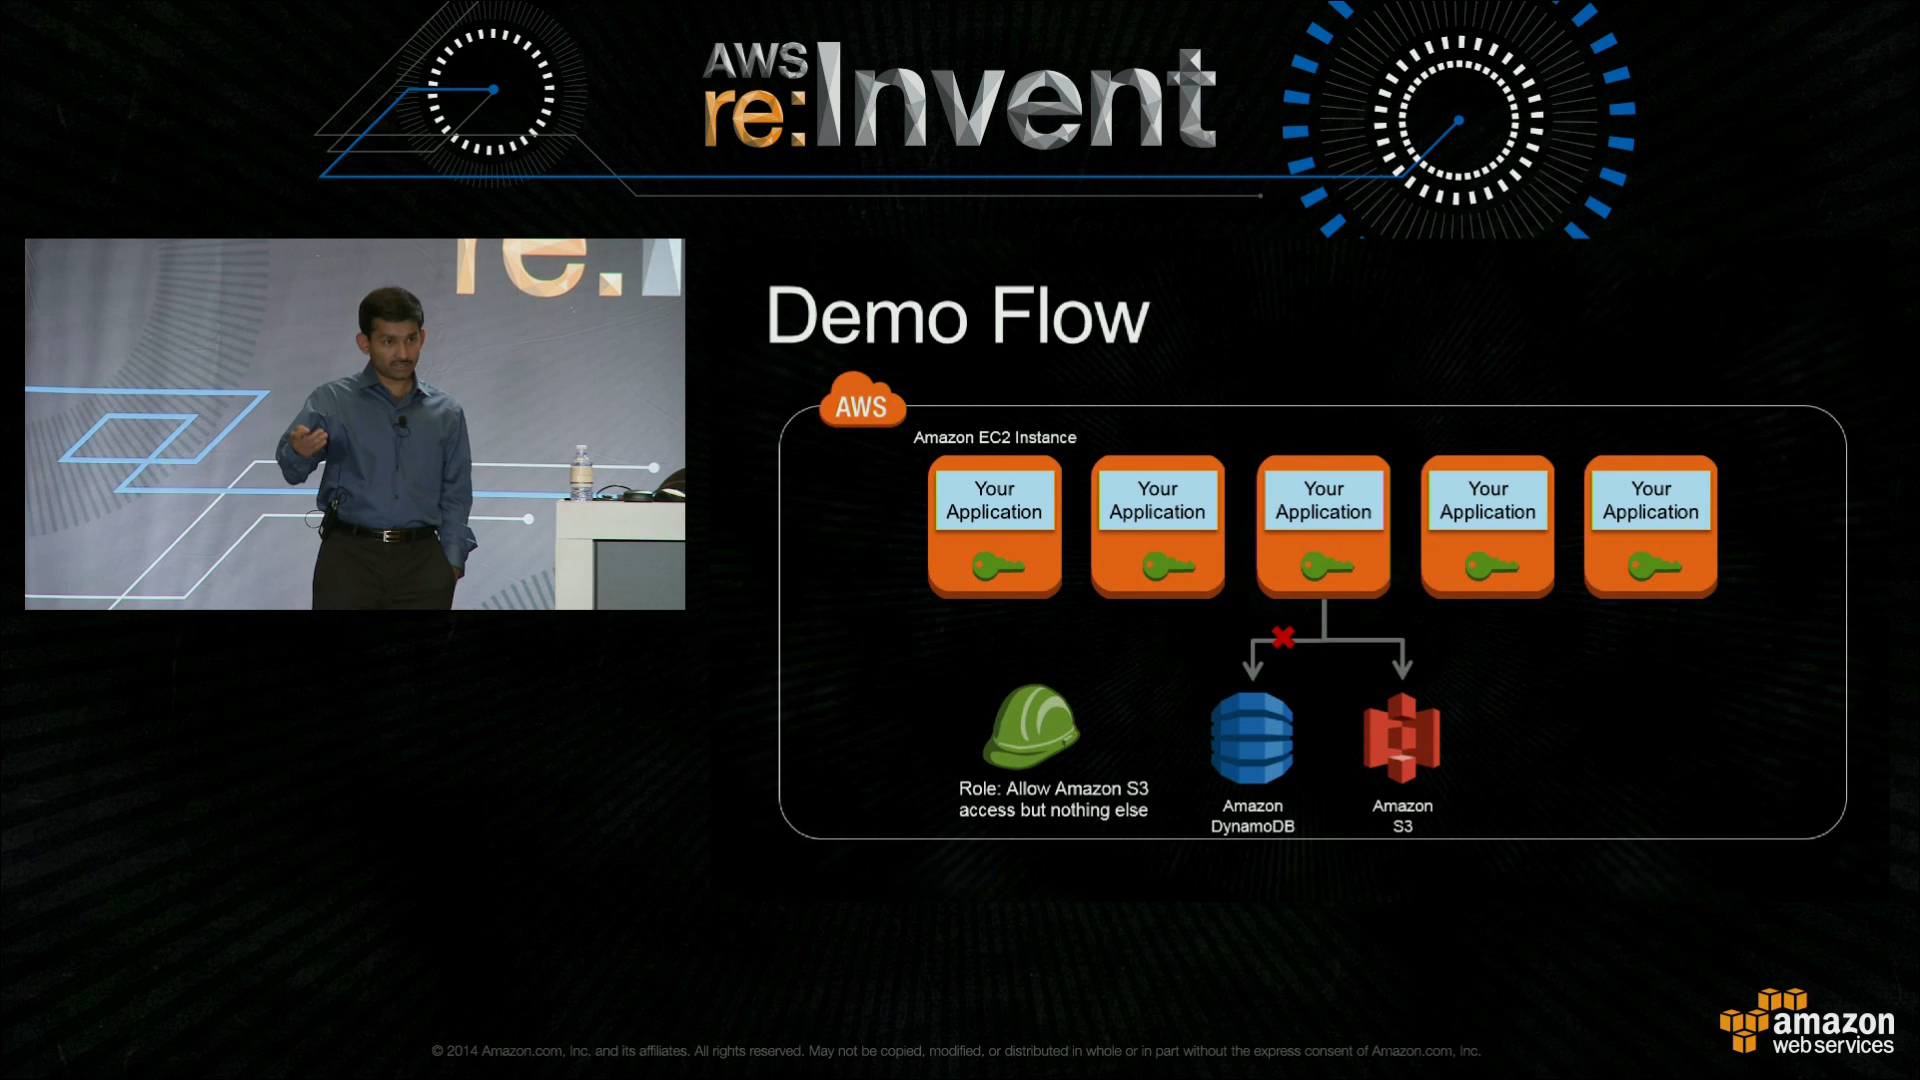 AWS
re:Invent
re:I
Demo Flow
AWS
Amazon EC2 Instance
Your
Application
Your
Application
Your
Application
Your
Application
Your
Application
Role: Allow Amazon S3
access but nothing else
Amazon
DynamoDB
Amazon
S3
amazon
web services
© 2014 Amazon.com, Inc. and its affiliates. All rights reserved. May not be copied, modified, or distributed in whole or in part without the express consent of Amazon.com, Inc.